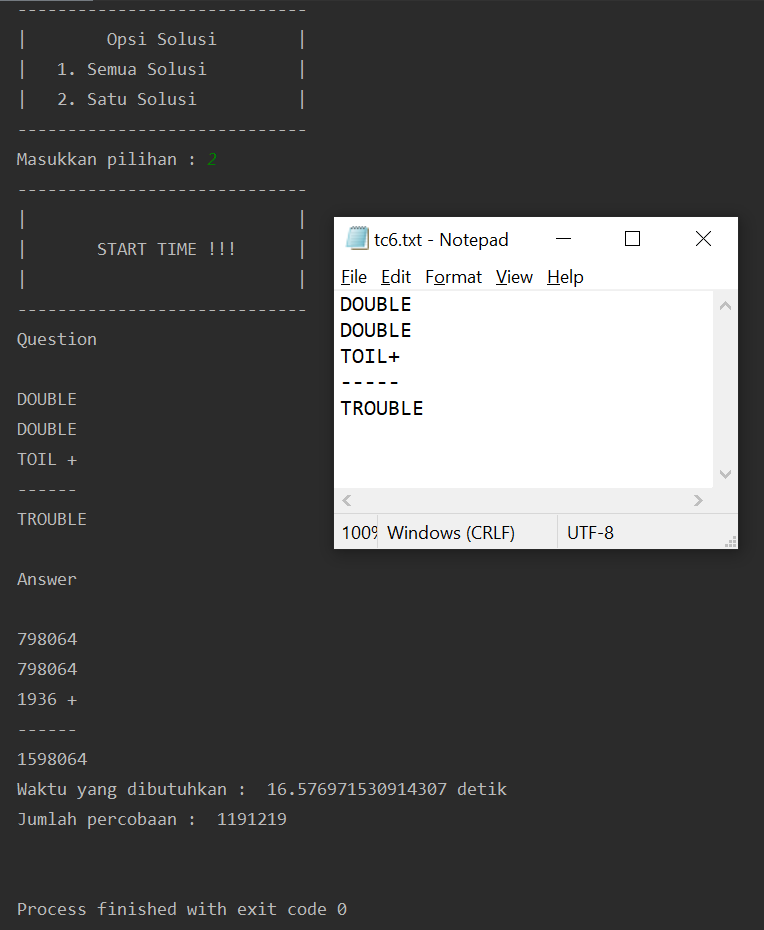 -----------------------------
|        Opsi Solusi        |
|   1. Semua Solusi         |
|   2. Satu Solusi          |
-----------------------------
Masukkan pilihan : 2
-----------------------------
|                           |
|       START TIME !!!      |
|                           |
-----------------------------
Question
DOUBLE
DOUBLE
TOIL +
------
TROUBLE
Answer
798064
798064
1936 +
------
1598064
Waktu yang dibutuhkan :  16.576971530914307 detik
Jumlah percobaan :  1191219
Process finished with exit code 0
tc6.txt - Notepad
File Edit Format View Help
DOUBLE
DOUBLE
TOIL+
-----
TROUBLE
100% Windows (CRLF) UTF-8